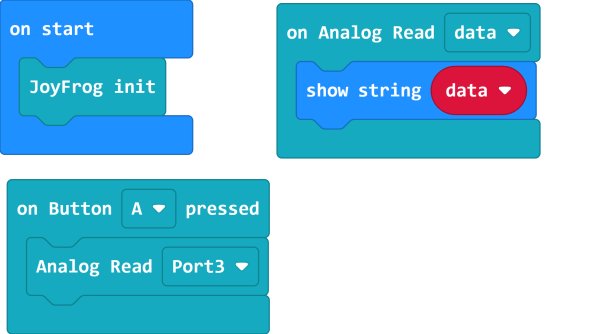 on start
JoyFrog init
on Analog Read data
show string data
on Button A pressed
Analog Read Port3